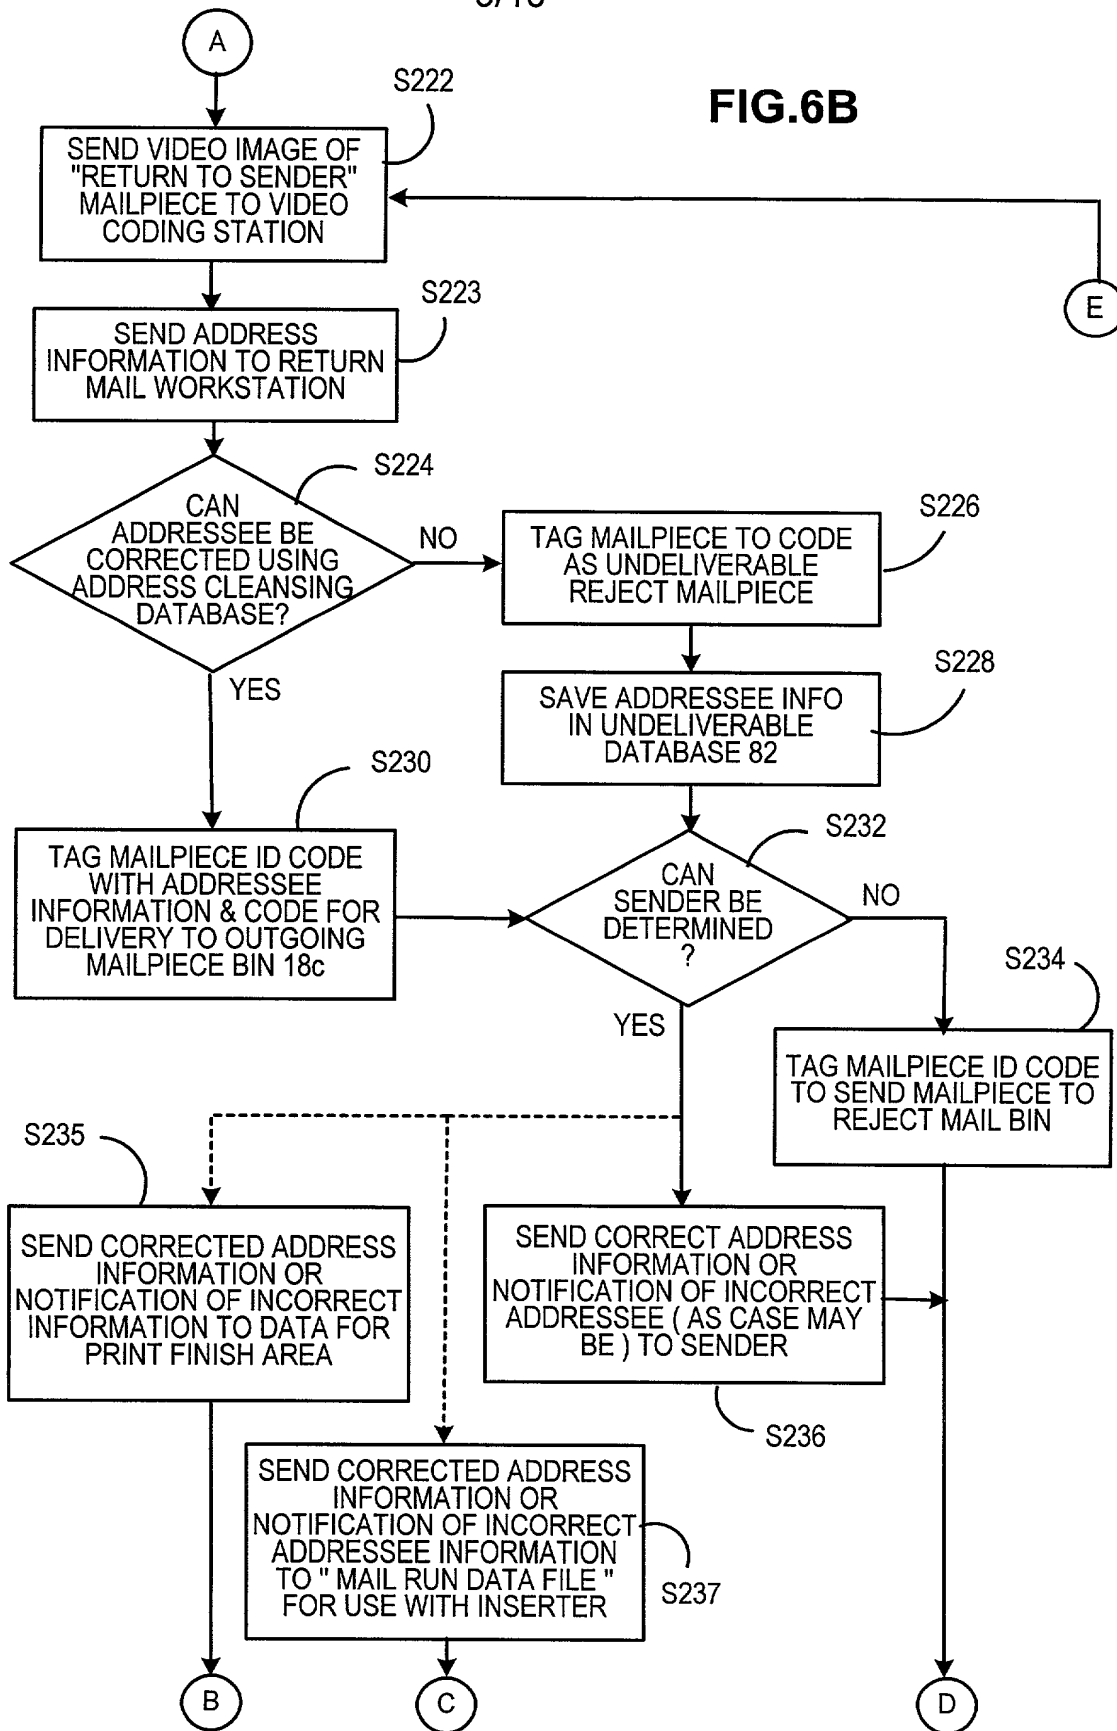 A
S222
FIG.6B
SEND VIDEO IMAGE OF
"RETURN TO SENDER"
MAILPIECE TO VIDEO
CODING STATION
E
S223
SEND ADDRESS
INFORMATION TO RETURN
MAIL WORKSTATION
S224
CAN
ADDRESSEE BE
CORRECTED USING
ADDRESS CLEANSING
DATABASE?
NO
YES
S226
TAG MAILPIECE TO CODE
AS UNDELIVERABLE
REJECT MAILPIECE
S228
SAVE ADDRESSEE INFO
IN UNDELIVERABLE
DATABASE 82
S230
TAG MAILPIECE ID CODE
WITH ADDRESSEE
INFORMATION & CODE FOR
DELIVERY TO OUTGOING
MAILPIECE BIN 18c
S232
CAN
SENDER BE
DETERMINED
?
NO
YES
S234
TAG MAILPIECE ID CODE
TO SEND MAILPIECE TO
REJECT MAIL BIN
S235
SEND CORRECTED ADDRESS
INFORMATION OR
NOTIFICATION OF INCORRECT
INFORMATION TO DATA FOR
PRINT FINISH AREA
SEND CORRECT ADDRESS
INFORMATION OR
NOTIFICATION OF INCORRECT
ADDRESSEE ( AS CASE MAY
BE ) TO SENDER
S236
SEND CORRECTED ADDRESS
INFORMATION OR
NOTIFICATION OF INCORRECT
ADDRESSEE INFORMATION
TO " MAIL RUN DATA FILE "
FOR USE WITH INSERTER
S237
B
C
D